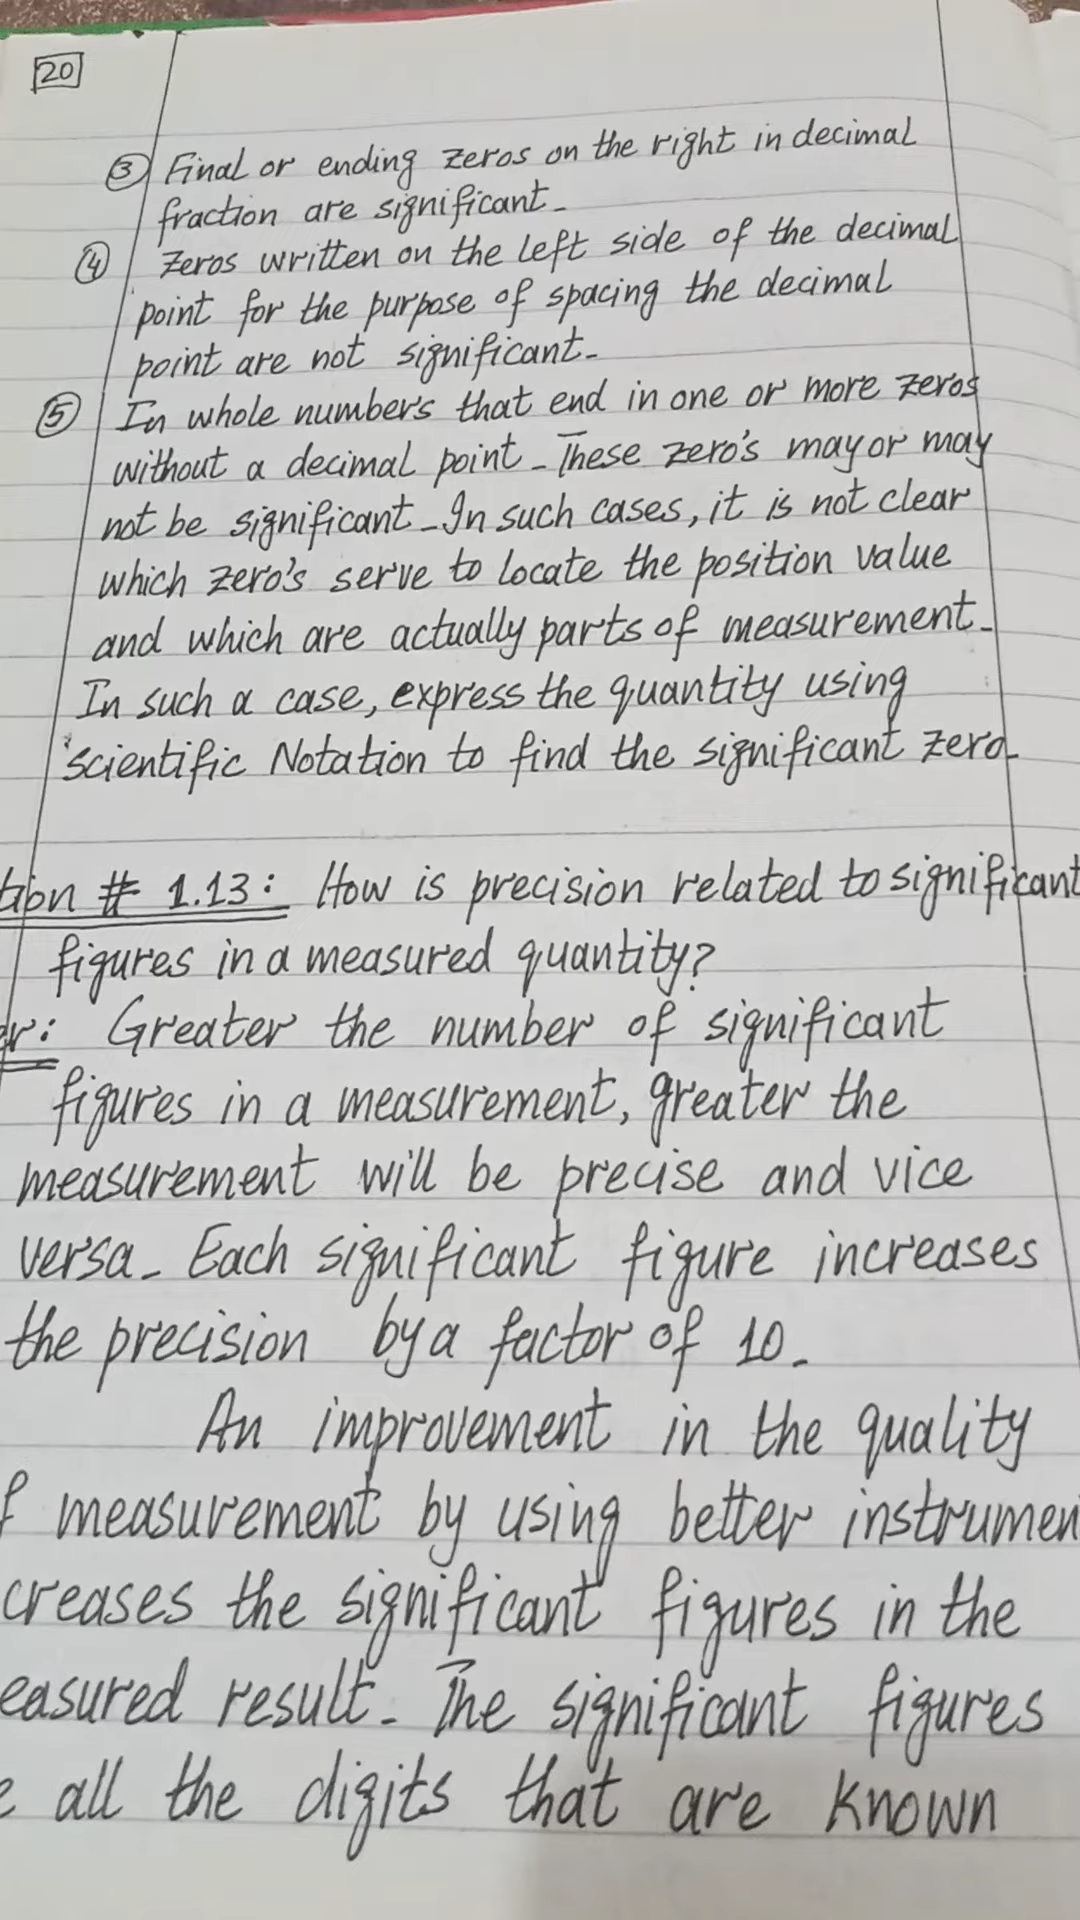 20
③ Final or ending zeros on the right in decimal
fraction are significant-
④ Zeros written on the left side of the decimal
point for the purpose of spacing the decimal
point are not significant-
⑤ In whole numbers that end in one or more zeros
without a decimal point- These zero's may or may
not be significant- In such cases, it is not clear
which zero's serve to locate the position value
and which are actually parts of measurement-
In such a case, express the quantity using
Scientific Notation to find the significant zero-
tion # 1.13: How is precision related to significant
figures in a measured quantity?
er: Greater the number of significant
figures in a measurement, greater the
measurement will be precise and vice
versa- Each significant figure increases
the precision by a factor of 10-
An improvement in the quality
f measurement by using better instrumen
creases the significant figures in the
easured result- The significant figures
e all the digits that are known